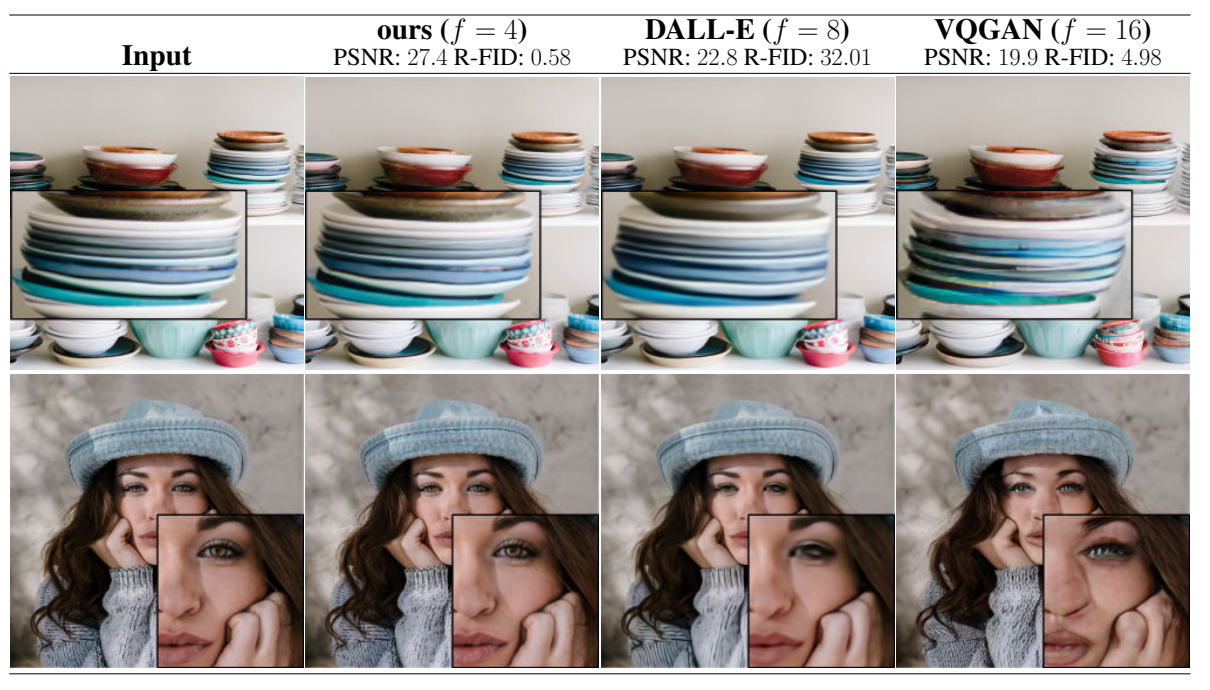 Input
ours (f = 4)
PSNR: 27.4 R-FID: 0.58
DALL-E (f = 8)
PSNR: 22.8 R-FID: 32.01
VQGAN (f = 16)
PSNR: 19.9 R-FID: 4.98